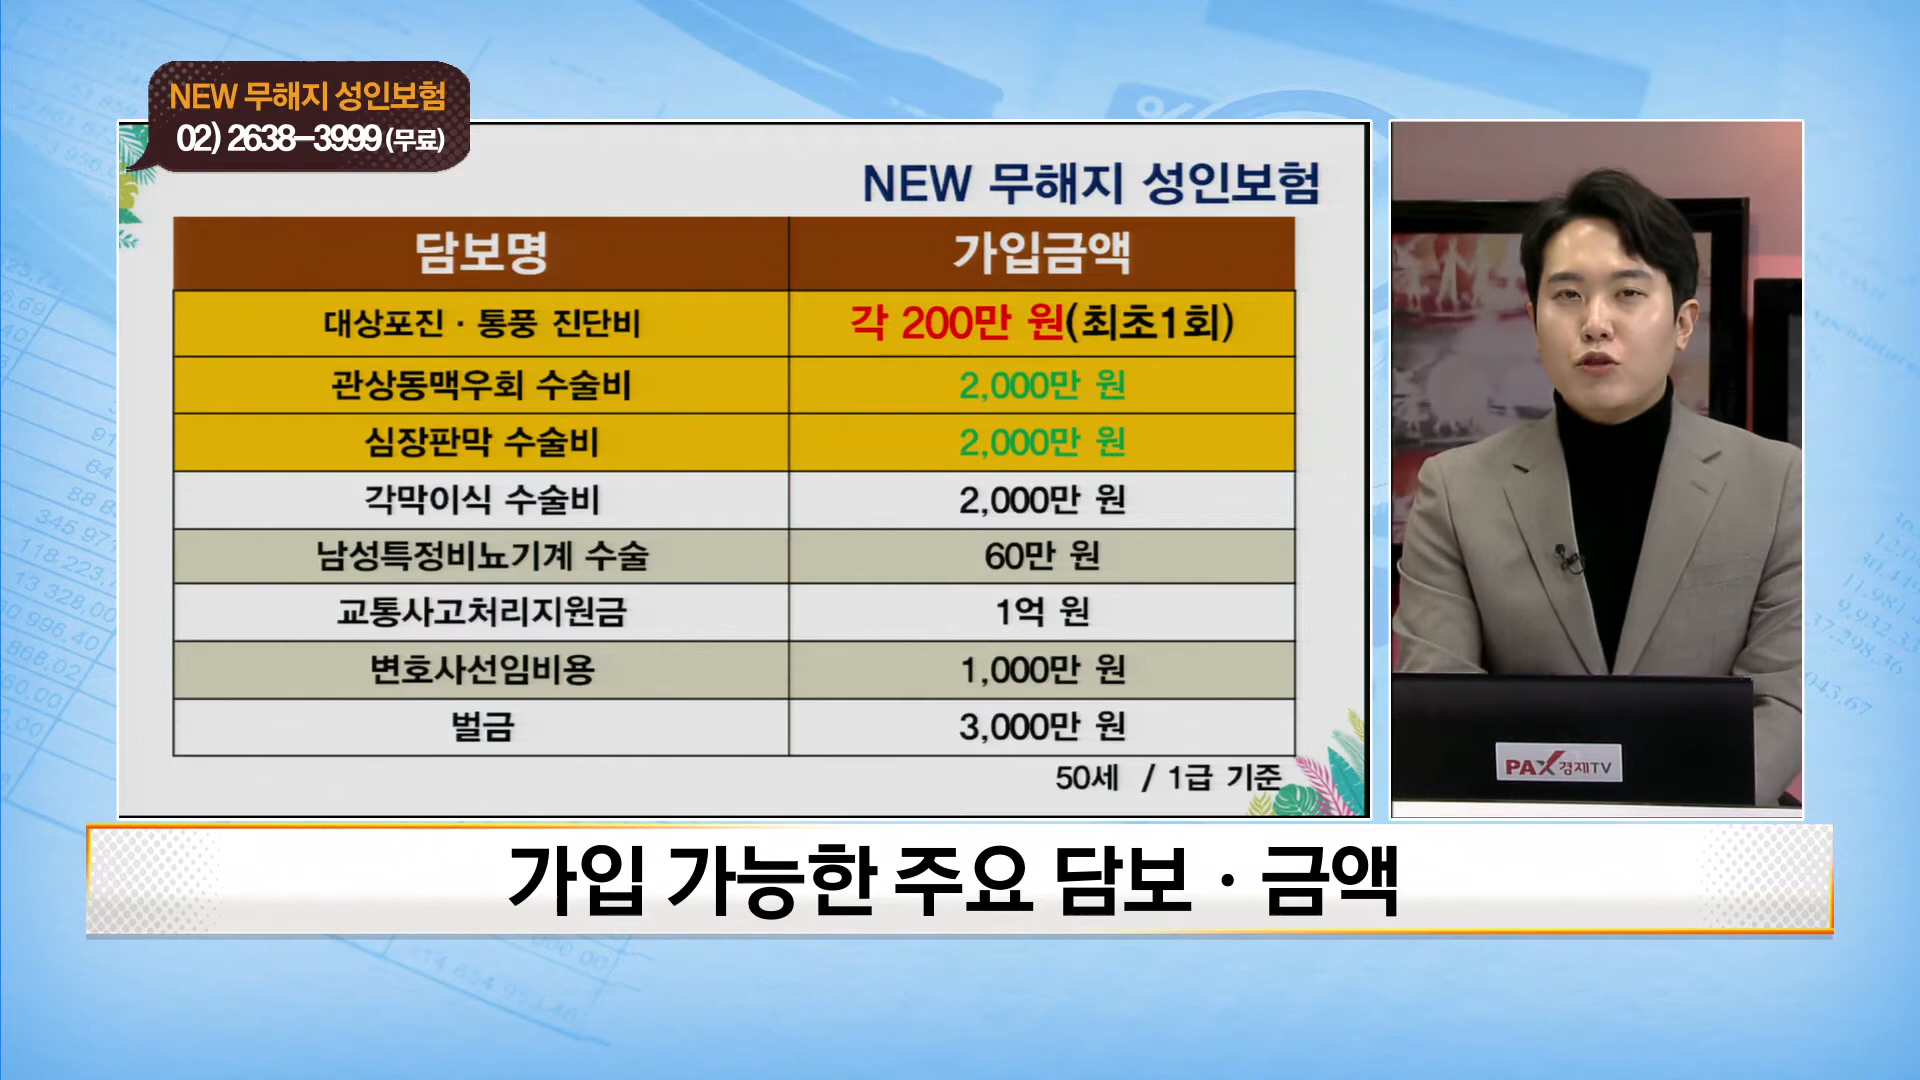 NEW 무해지 성인보험
02) 2638-3999 (무료)
NEW 무해지 성인보험
담보명 가입금액
대상포진 · 통풍 진단비 각 200만 원(최초1회)
관상동맥우회 수술비 2,000만 원
심장판막 수술비 2,000만 원
각막이식 수술비 2,000만 원
남성특정비뇨기계 수술 60만 원
교통사고처리지원금 1억 원
변호사선임비용 1,000만 원
벌금 3,000만 원
50세 / 1급 기준
PAX경제TV
가입 가능한 주요 담보 · 금액